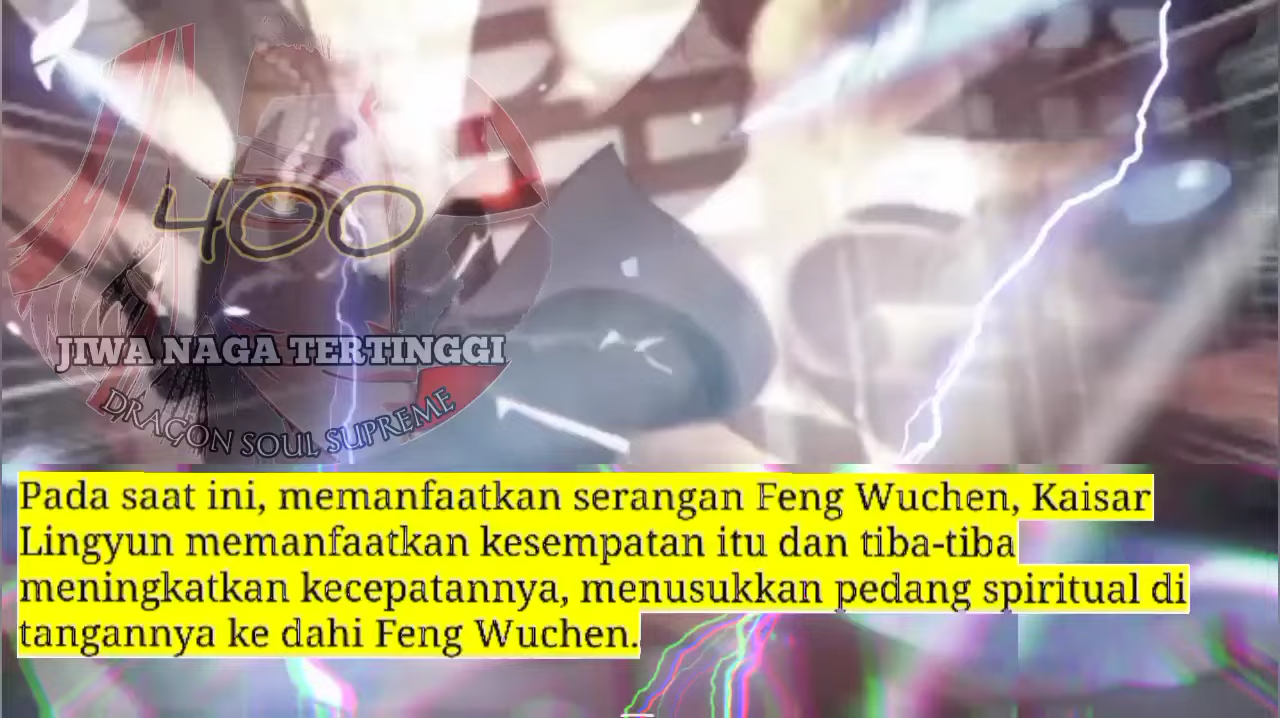 400
JIWA NAGA TERTINGGI
DRAGON SOUL SUPREME
Pada saat ini, memanfaatkan serangan Feng Wuchen, Kaisar
Lingyun memanfaatkan kesempatan itu dan tiba-tiba
meningkatkan kecepatannya, menusukkan pedang spiritual di
tangannya ke dahi Feng Wuchen.